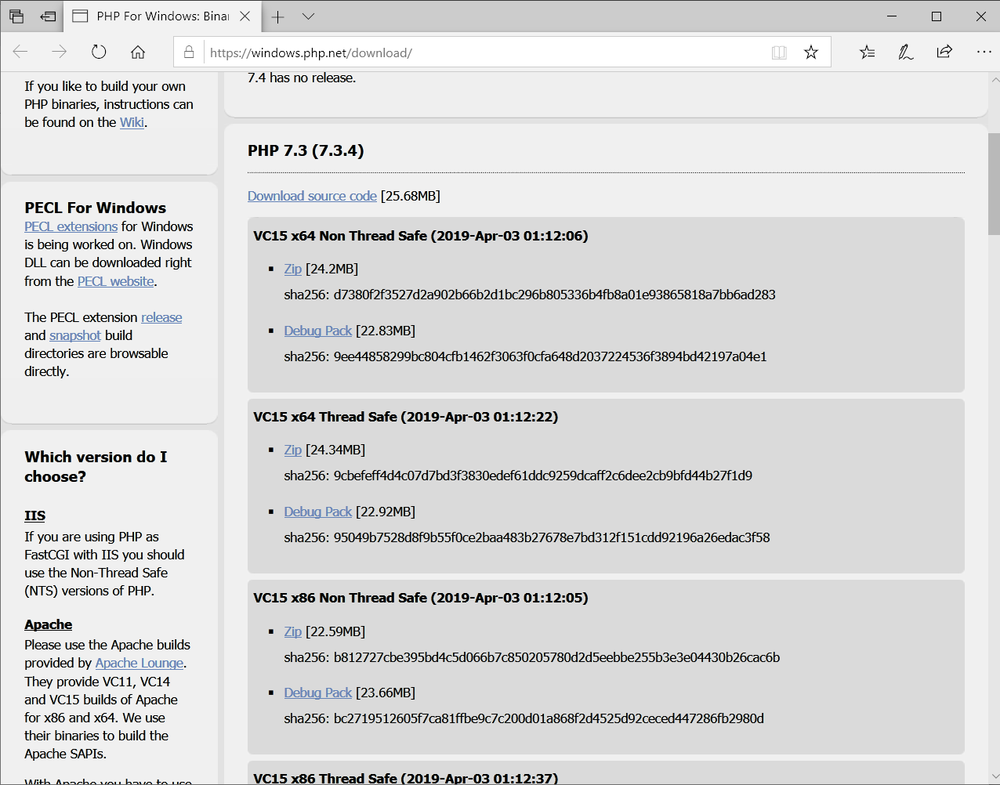 PHP For Windows: Binar
https://windows.php.net/download/
If you like to build your own
PHP binaries, instructions can
be found on the Wiki.
PECL For Windows
PECL extensions for Windows
is being worked on. Windows
DLL can be downloaded right
from the PECL website.
The PECL extension release
and snapshot build
directories are browsable
directly.
Which version do I
choose?
IIS
If you are using PHP as
FastCGI with IIS you should
use the Non-Thread Safe
(NTS) versions of PHP.
Apache
Please use the Apache builds
provided by Apache Lounge.
They provide VC11, VC14
and VC15 builds of Apache
for x86 and x64. We use
their binaries to build the
Apache SAPIs.
With Apache you have to use
7.4 has no release.
PHP 7.3 (7.3.4)
Download source code [25.68MB]
VC15 x64 Non Thread Safe (2019-Apr-03 01:12:06)
Zip [24.2MB]
sha256: d7380f2f3527d2a902b66b2d1bc296b805336b4fb8a01e93865818a7bb6ad283
Debug Pack [22.83MB]
sha256: 9ee44858299bc804cfb1462f3063f0cfa648d2037224536f3894bd42197a04e1
VC15 x64 Thread Safe (2019-Apr-03 01:12:22)
Zip [24.34MB]
sha256: 9cbefeff4d4c07d7bd3f3830edef61ddc9259dcaff2c6dee2cb9bfd44b27f1d9
Debug Pack [22.92MB]
sha256: 95049b7528d8f9b55f0ce2baa483b27678e7bd312f151cdd92196a26edac3f58
VC15 x86 Non Thread Safe (2019-Apr-03 01:12:05)
Zip [22.59MB]
sha256: b812727cbe395bd4c5d066b7c850205780d2d5eebbe255b3e3e04430b26cac6b
Debug Pack [23.66MB]
sha256: bc2719512605f7ca81ffbe9c7c200d01a868f2d4525d92ceced447286fb2980d
VC15 x86 Thread Safe (2019-Apr-03 01:12:37)